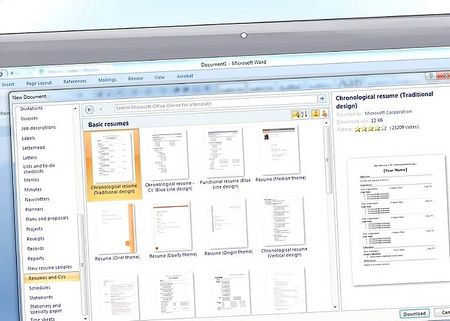 Document1 - Microsoft Word
Insert Page Layout References Mailings Review View Acrobat
New Document
Invitations
Invoices
Job descriptions
Labels
Letterhead
Letters
Lists and to-do
checklists
Memos
Minutes
Newsletters
Planners
Plans and proposals
Projects
Receipts
Records
Reports
New resume samples
Resumes and CVs
Schedules
Statements
Stationery and
specialty paper
Time sheets
Search Microsoft Office Online for a template
Basic resumes
Chronological resume
(Traditional design)
Chronological resume -
CV (Blue Line design)
Functional resume (Blue
Line design)
Resume (Median theme)
Resume (Oriel theme)
Resume (Equity theme)
Resume (Origin theme)
Chronological resume
(Vertical design)
Chronological resume (Traditional
design)
Provided by: Microsoft Corporation
Download size: 13 KB
Rating: (123209 Votes)
[Your Name]
Download